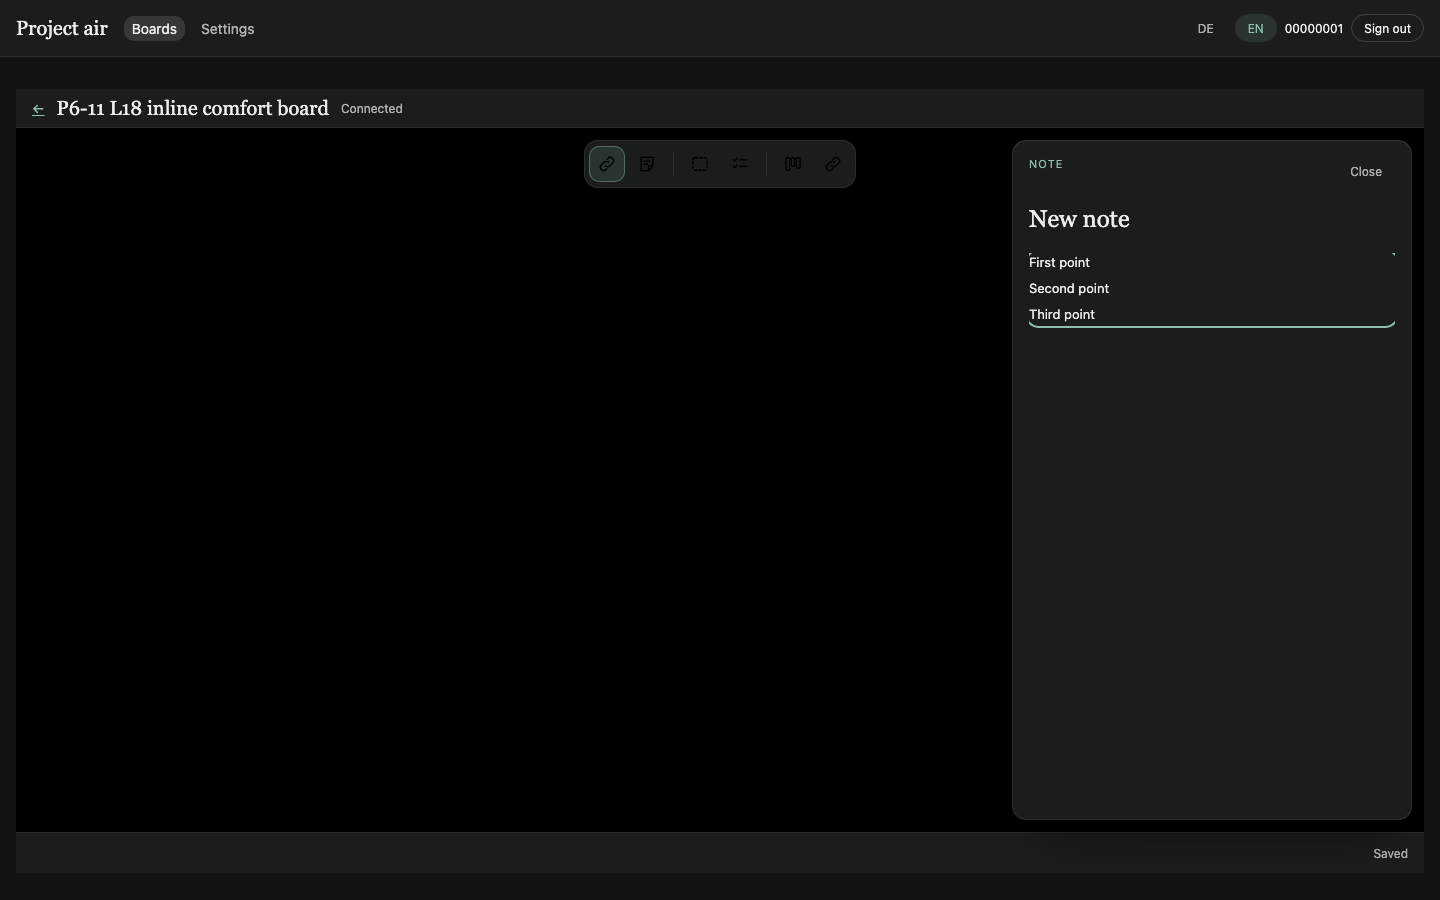 Project air
Boards
Settings
DE
EN
00000001
Sign out
P6-11 L18 inline comfort board
Connected
NOTE
Close
New note
First point
Second point
Third point
Saved